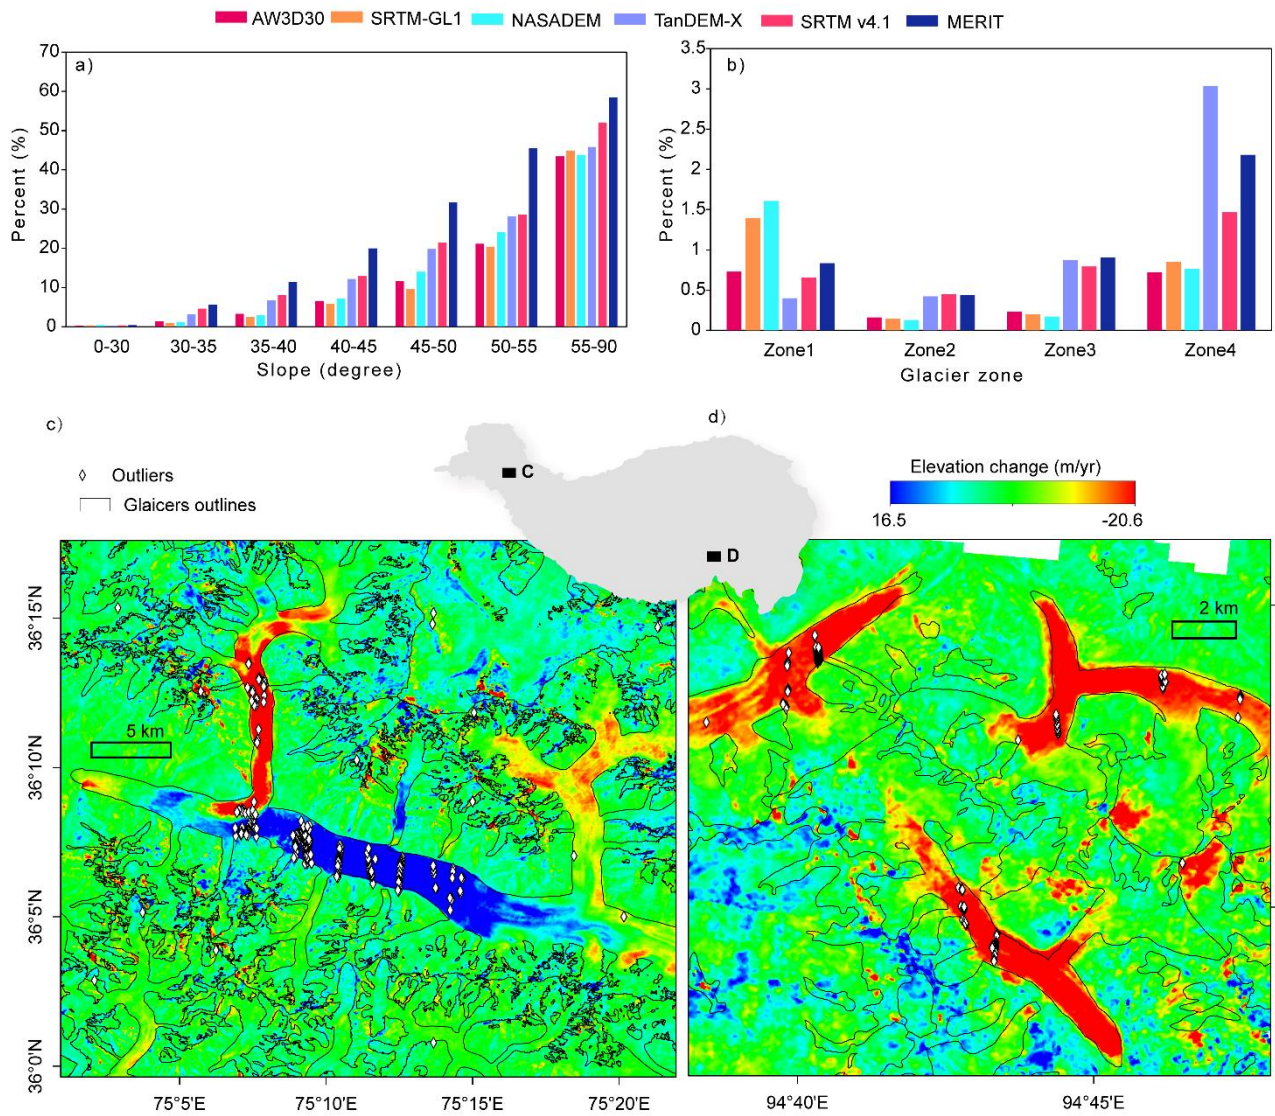 AW3D30 SRTM-GL1 NASADEM TanDEM-X SRTM v4.1 MERIT
a)
Percent (%)
70
60
50
40
30
20
10
0
0-30 30-35 35-40 40-45 45-50 50-55 55-90
Slope (degree)
b)
Percent (%)
3.5
3
2.5
2
1.5
1
0.5
0
Zone1 Zone2 Zone3 Zone4
Glacier zone
c)
Outliers
Glaicers outlines
C
D
d)
Elevation change (m/yr)
16.5 -20.6
36°15'N
36°10'N
36°5'N
36°0'N
5 km
75°5'E 75°10'E 75°15'E 75°20'E
2 km
94°40'E 94°45'E